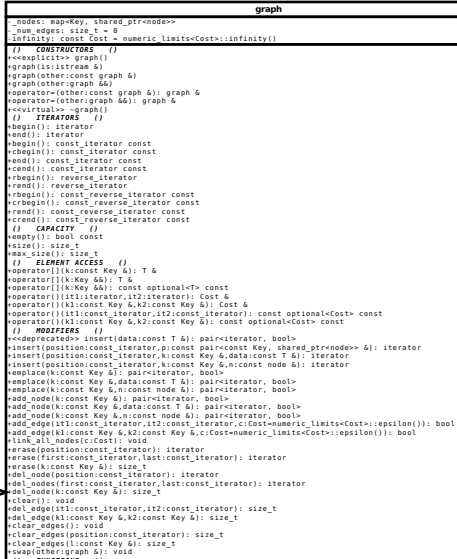 graph
-_nodes: map<Key, shared_ptr<node>>
-_num_edges: size_t = 0
-Infinity: const Cost = numeric_limits<Cost>::infinity()
() CONSTRUCTORS ()
+<<explicit>> graph()
+graph(is:istream &)
+graph(other:const graph &)
+graph(other:graph &&)
+operator=(other:const graph &): graph &
+operator=(other:graph &&): graph &
+<<virtual>> ~graph()
() ITERATORS ()
+begin(): iterator
+end(): iterator
+begin(): const_iterator const
+cbegin(): const_iterator const
+end(): const_iterator const
+cend(): const_iterator const
+rbegin(): reverse_iterator
+rend(): reverse_iterator
+rbegin(): const_reverse_iterator const
+crbegin(): const_reverse_iterator const
+rend(): const_reverse_iterator const
+crend(): const_reverse_iterator const
() CAPACITY ()
+empty(): bool const
+size(): size_t
+max_size(): size_t
() ELEMENT ACCESS ()
+operator[](k:const Key &): T &
+operator[](k:Key &&): T &
+operator[](k:const Key &): const optional<T> const
+operator()(it1:iterator,it2:iterator): Cost &
+operator()(k1:const Key &,k2:const Key &): Cost &
+operator()(it1:const_iterator,it2:const_iterator): const optional<Cost> const
+operator()(k1:const Key &,k2:const Key &): const optional<Cost> const
() MODIFIERS ()
+<<deprecated>> insert(data:const T &): pair<iterator, bool>
+insert(position:const_iterator,p:const pair<const Key, shared_ptr<node>> &): iterator
+insert(position:const_iterator,k:const Key &,data:const T &): iterator
+insert(position:const_iterator,k:const Key &,n:const node &): iterator
+emplace(k:const Key &): pair<iterator, bool>
+emplace(k:const Key &,data:const T &): pair<iterator, bool>
+emplace(k:const Key &,n:const node &): pair<iterator, bool>
+add_node(k:const Key &): pair<iterator, bool>
+add_node(k:const Key &,data:const T &): pair<iterator, bool>
+add_node(k:const Key &,n:const node &): pair<iterator, bool>
+add_edge(it1:const_iterator,it2:const_iterator,c:Cost=numeric_limits<Cost>::epsilon()): bool
+add_edge(k1:const Key &,k2:const Key &,c:Cost=numeric_limits<Cost>::epsilon()): bool
+link_all_nodes(c:Cost): void
+erase(position:const_iterator): iterator
+erase(first:const_iterator,last:const_iterator): iterator
+erase(k:const Key &): size_t
+del_node(position:const_iterator): iterator
+del_nodes(first:const_iterator,last:const_iterator): iterator
+del_node(k:const Key &): size_t
+clear(): void
+del_edge(it1:const_iterator,it2:const_iterator): size_t
+del_edge(k1:const Key &,k2:const Key &): size_t
+clear_edges(): void
+clear_edges(position:const_iterator): size_t
+clear_edges(l:const Key &): size_t
+swap(other:graph &): void